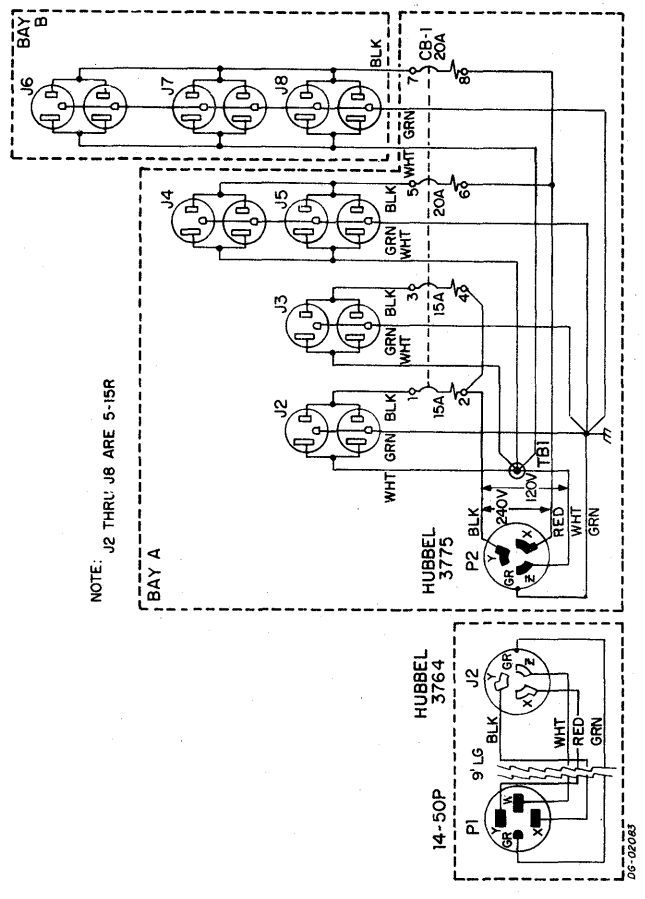 BAY B
J6
J7
J8
BLK
CB-1
20A
7
8
GRN
WHT
J4
J5
BLK
5
20A
6
GRN
WHT
J3
BLK
3
15A
4
GRN
WHT
J2
BLK
1
15A
2
GRN
WHT
TB1
NOTE: J2 THRU J8 ARE 5-15R
BAY A
HUBBEL
3775
P2
BLK
240V
120V
RED
WHT
GRN
Y
X
GR
W
HUBBEL
3764
J2
Y
GR
W
X
BLK
WHT
RED
GRN
9' LG
14-50P
P1
Y
W
GR
X
DG-02083